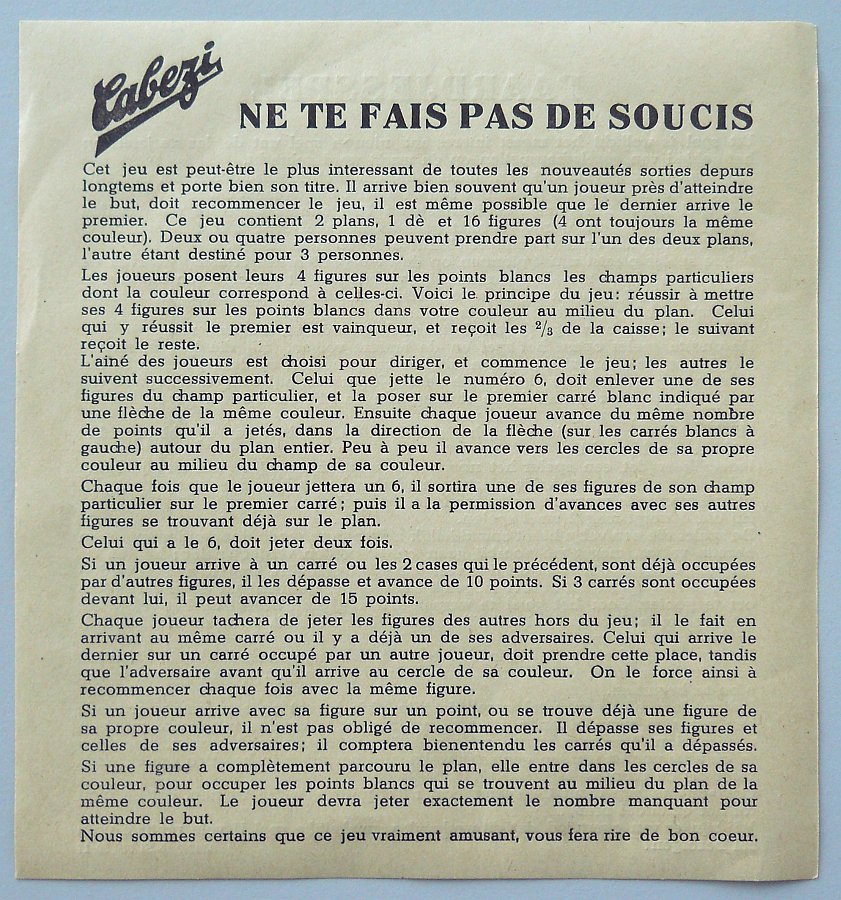 Cabezi
NE TE FAIS PAS DE SOUCIS
Cet jeu est peut-être le plus interessant de toutes les nouveautés sorties depurs
longtems et porte bien son titre. Il arrive bien souvent qu'un joueur près d'atteindre
le but, doit recommencer le jeu, il est même possible que le dernier arrive le
premier. Ce jeu contient 2 plans, 1 dè et 16 figures (4 ont toujours la même
couleur). Deux ou quatre personnes peuvent prendre part sur l'un des deux plans,
l'autre étant destiné pour 3 personnes.
Les joueurs posent leurs 4 figures sur les points blancs les champs particuliers
dont la couleur correspond à celles-ci. Voici le principe du jeu: réussir à mettre
ses 4 figures sur les points blancs dans votre couleur au milieu du plan. Celui
qui y réussit le premier est vainqueur, et reçoit les 2/3 de la caisse; le suivant
reçoit le reste.
L'ainé des joueurs est choisi pour diriger, et commence le jeu; les autres le
suivent successivement. Celui que jette le numéro 6, doit enlever une de ses
figures du champ particulier, et la poser sur le premier carré blanc indiqué par
une flèche de la même couleur. Ensuite chaque joueur avance du même nombre
de points qu'il a jetés, dans la direction de la flèche (sur les carrés blancs à
gauche) autour du plan entier. Peu à peu il avance vers les cercles de sa propre
couleur au milieu du champ de sa couleur.
Chaque fois que le joueur jettera un 6, il sortira une de ses figures de son champ
particulier sur le premier carré; puis il a la permission d'avances avec ses autres
figures se trouvant déjà sur le plan.
Celui qui a le 6, doit jeter deux fois.
Si un joueur arrive à un carré ou les 2 cases qui le précédent, sont déjà occupées
par d'autres figures, il les dépasse et avance de 10 points. Si 3 carrés sont occupées
devant lui, il peut avancer de 15 points.
Chaque joueur tachera de jeter les figures des autres hors du jeu; il le fait en
arrivant au même carré ou il y a déjà un de ses adversaires. Celui qui arrive le
dernier sur un carré occupé par un autre joueur, doit prendre cette place, tandis
que l'adversaire avant qu'il arrive au cercle de sa couleur. On le force ainsi à
recommencer chaque fois avec la même figure.
Si un joueur arrive avec sa figure sur un point, ou se trouve déjà une figure de
sa propre couleur, il n'est pas obligé de recommencer. Il dépasse ses figures et
celles de ses adversaires; il comptera bienentendu les carrés qu'il a dépassés.
Si une figure a complètement parcouru le plan, elle entre dans les cercles de sa
couleur, pour occuper les points blancs qui se trouvent au milieu du plan de la
même couleur. Le joueur devra jeter exactement le nombre manquant pour
atteindre le but.
Nous sommes certains que ce jeu vraiment amusant, vous fera rire de bon coeur.